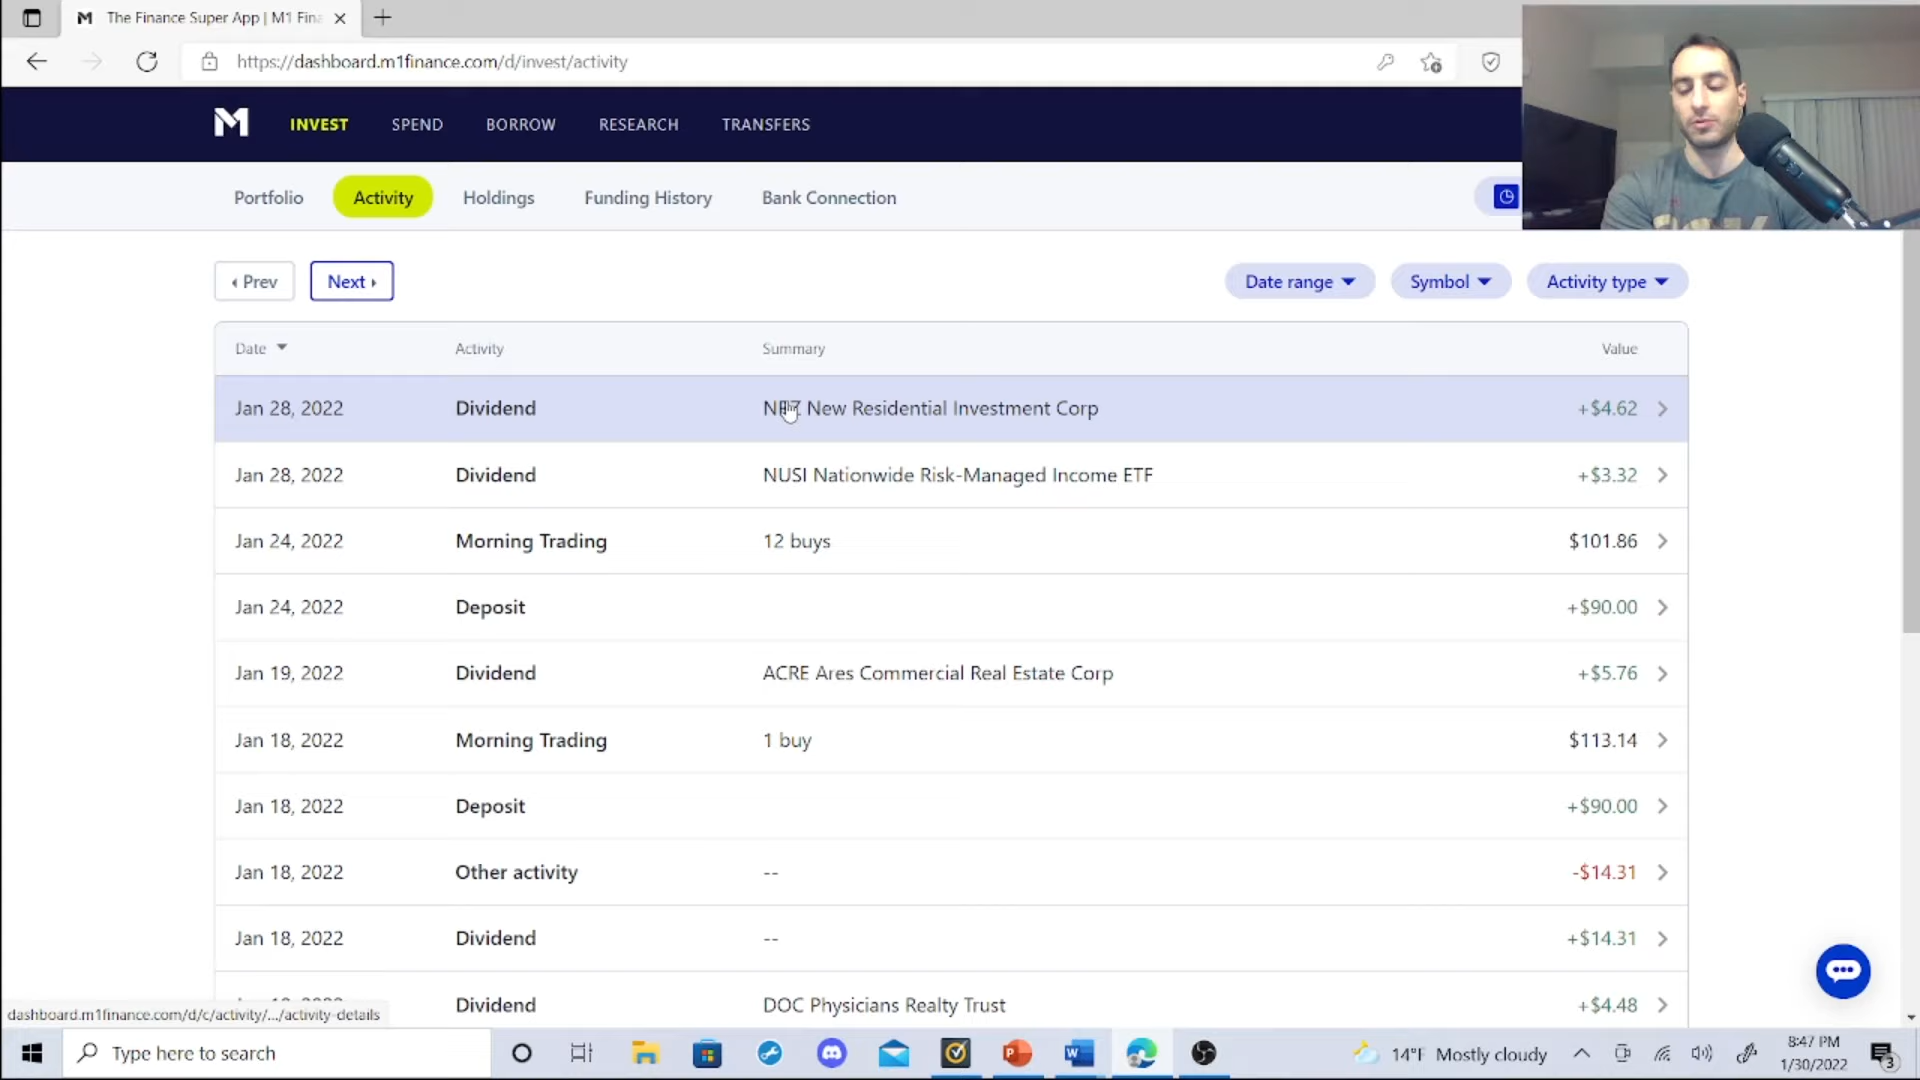 The Finance Super App | M1 Fina
https://dashboard.m1finance.com/d/invest/activity
INVEST SPEND BORROW RESEARCH TRANSFERS
Portfolio Activity Holdings Funding History Bank Connection
Prev Next Date range Symbol Activity type
Date Activity Summary Value
Jan 28, 2022 Dividend New Residential Investment Corp +$4.62
Jan 28, 2022 Dividend NUSI Nationwide Risk-Managed Income ETF +$3.32
Jan 24, 2022 Morning Trading 12 buys $101.86
Jan 24, 2022 Deposit +$90.00
Jan 19, 2022 Dividend ACRE Ares Commercial Real Estate Corp +$5.76
Jan 18, 2022 Morning Trading 1 buy $113.14
Jan 18, 2022 Deposit +$90.00
Jan 18, 2022 Other activity -- -$14.31
Jan 18, 2022 Dividend -- +$14.31
Dividend DOC Physicians Realty Trust +$4.48
dashboard.m1finance.com/d/c/activity/.../activity-details
Type here to search 14°F Mostly cloudy 8:47 PM
1/30/2022 3